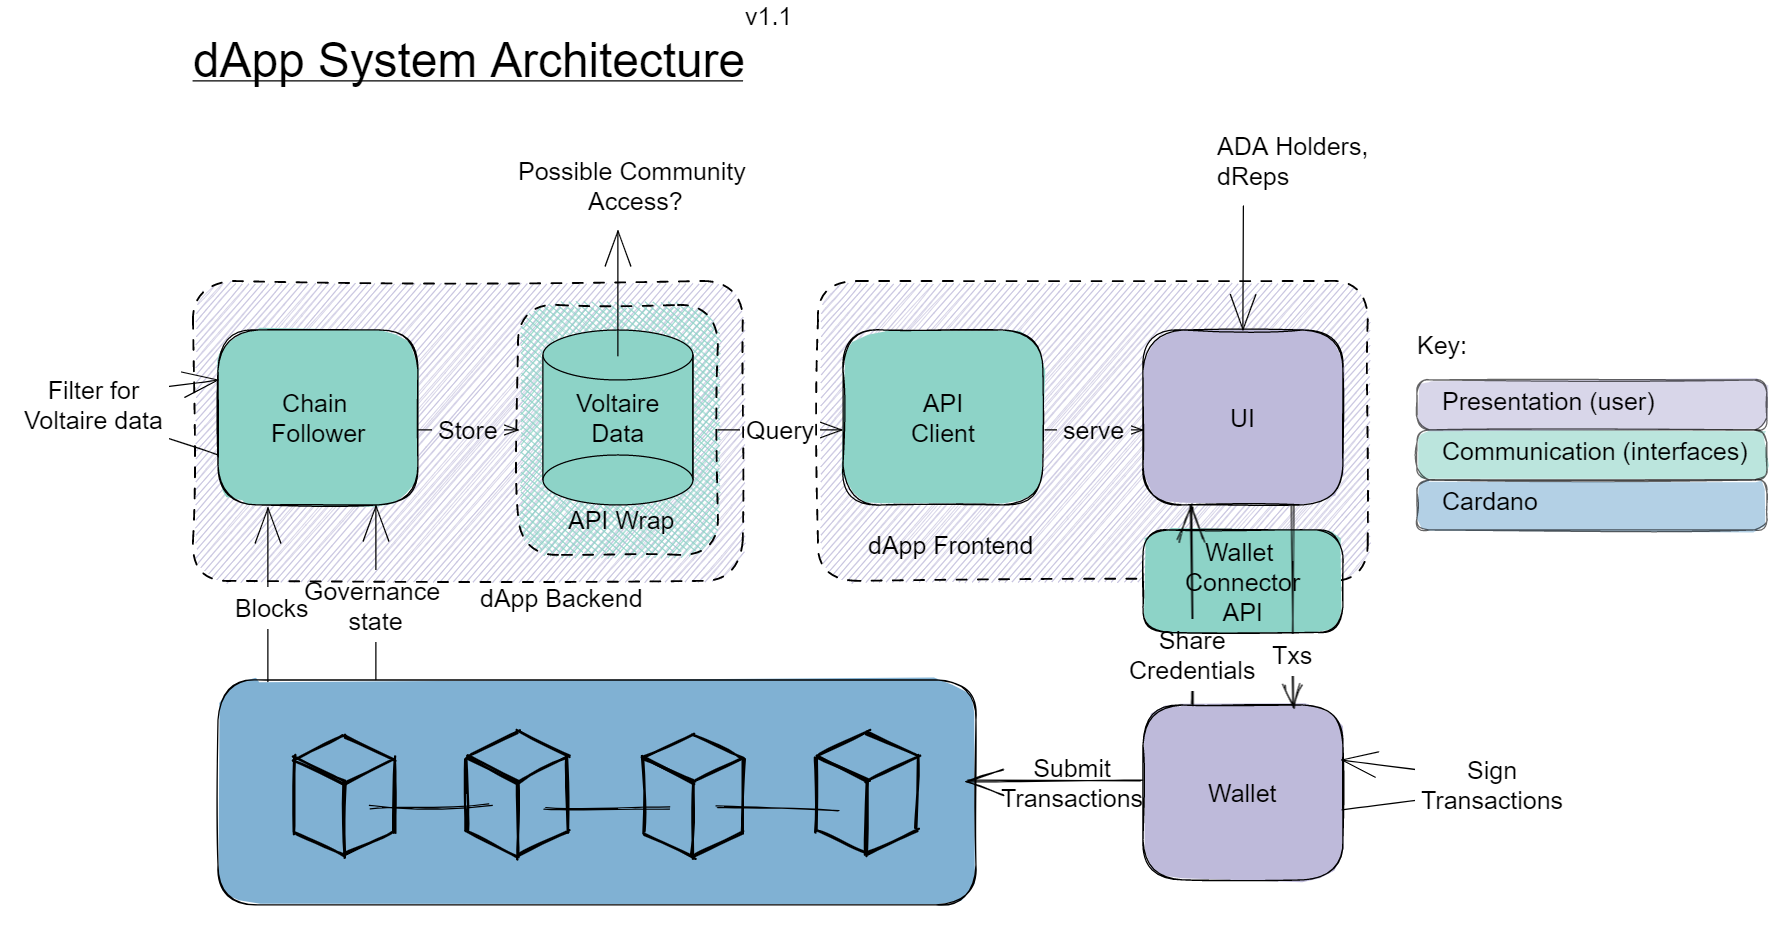 v1.1
dApp System Architecture
Possible Community
Access?
ADA Holders,
dReps
Filter for
Voltaire data
Chain
Follower
Store
Voltaire
Data
API Wrap
Query
API
Client
serve
UI
dApp Frontend
Wallet
Connector
API
dApp Backend
Blocks
Governance
state
Share
Credentials
Txs
Submit
Transactions
Wallet
Sign
Transactions
Key:
Presentation (user)
Communication (interfaces)
Cardano